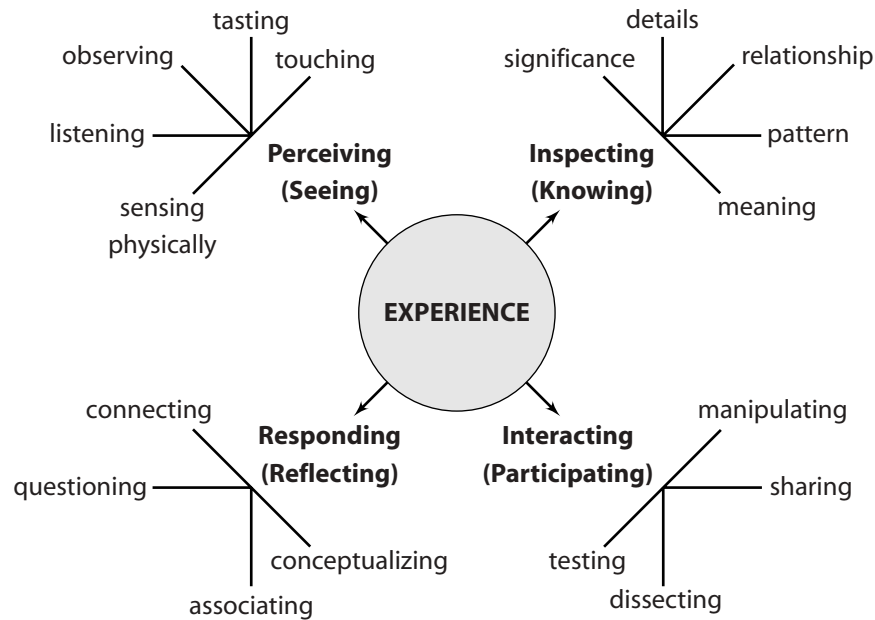 tasting
observing
touching
listening
Perceiving
(Seeing)
sensing
physically
details
significance
relationship
pattern
Inspecting
(Knowing)
meaning
EXPERIENCE
connecting
Responding
(Reflecting)
questioning
conceptualizing
associating
manipulating
Interacting
(Participating)
sharing
testing
dissecting